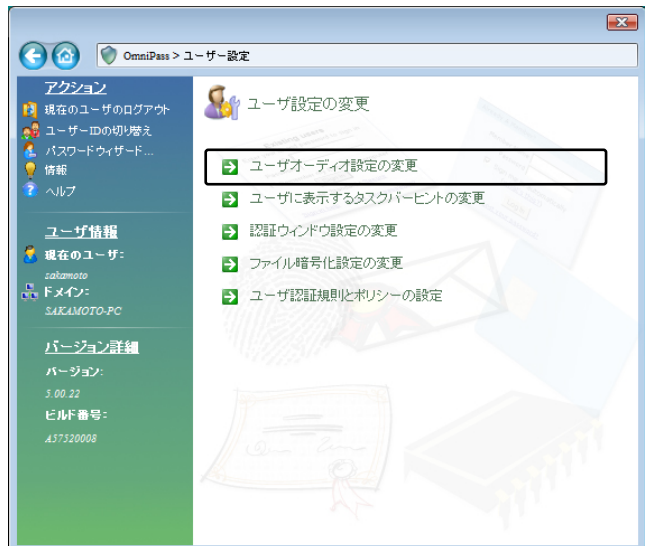 OmniPass > ユーザー設定
アクション
現在のユーザのログアウト
ユーザーIDの切り替え
パスワードウィザード...
情報
ヘルプ
ユーザ情報
現在のユーザ:
sakamoto
ドメイン:
SAKAMOTO-PC
バージョン詳細
バージョン:
5.00.22
ビルド番号:
A57520008
ユーザ設定の変更
ユーザオーディオ設定の変更
ユーザに表示するタスクバーヒントの変更
認証ウィンドウ設定の変更
ファイル暗号化設定の変更
ユーザ認証規則とポリシーの設定